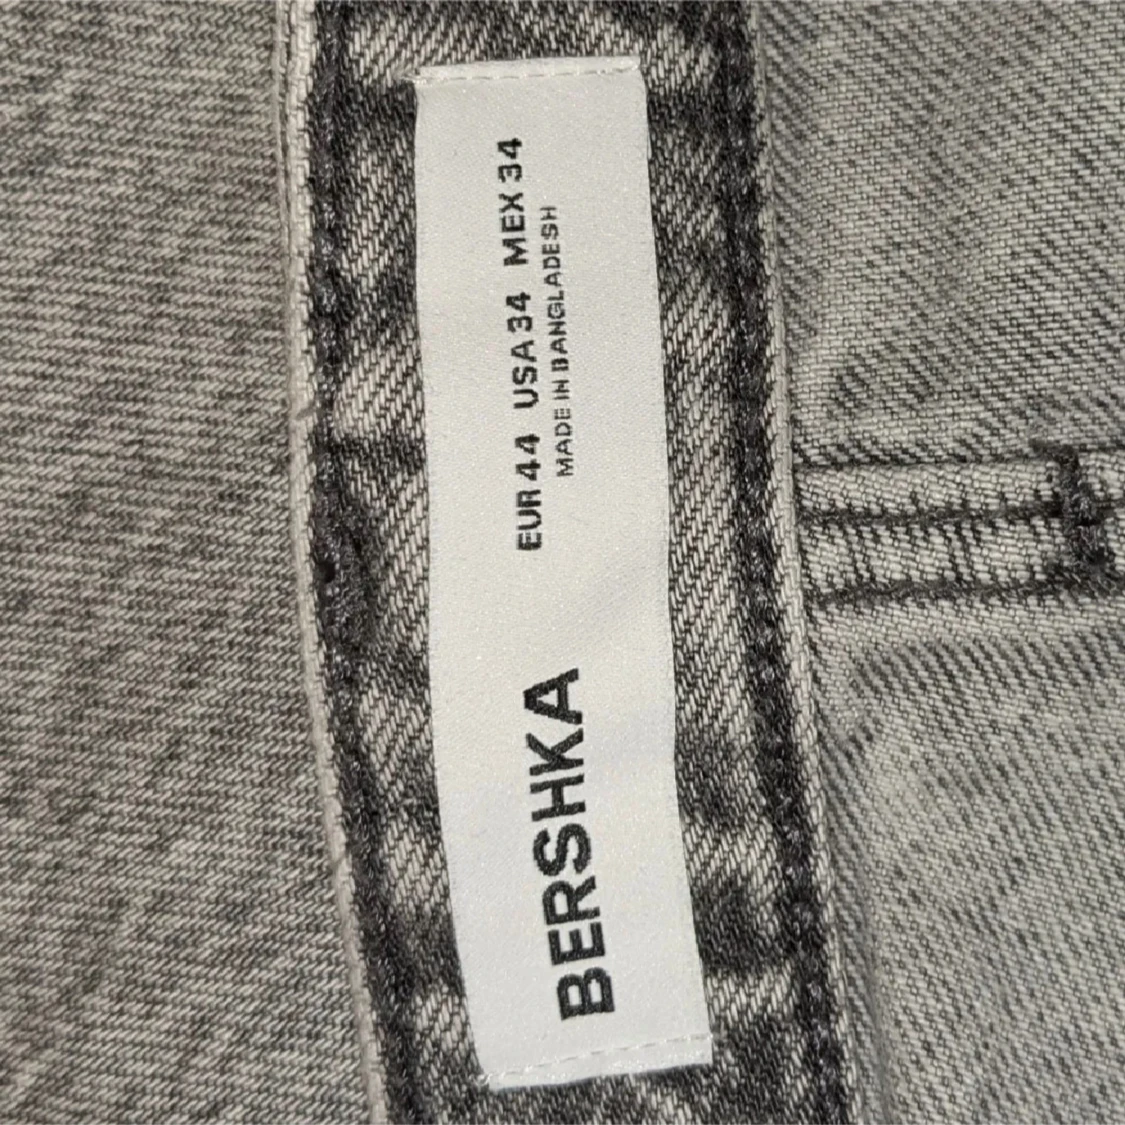 BERSHKA
EUR 44 USA 34 MEX 34
MADE IN BANGLADESH